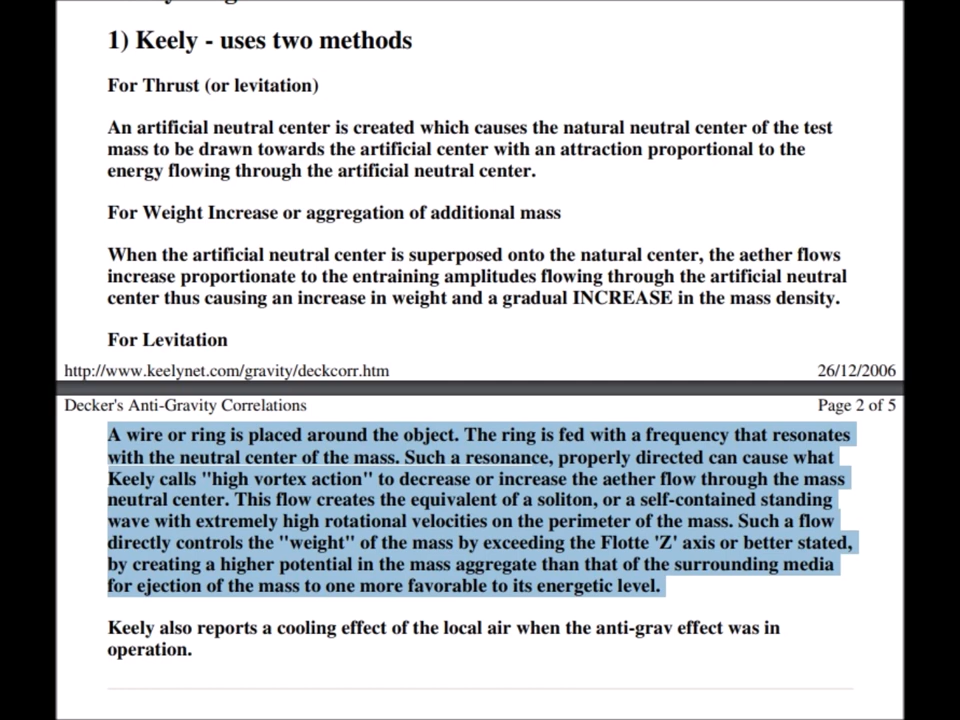 1) Keely - uses two methods
For Thrust (or levitation)
An artificial neutral center is created which causes the natural neutral center of the test
mass to be drawn towards the artificial center with an attraction proportional to the
energy flowing through the artificial neutral center.
For Weight Increase or aggregation of additional mass
When the artificial neutral center is superposed onto the natural center, the aether flows
increase proportionate to the entraining amplitudes flowing through the artificial neutral
center thus causing an increase in weight and a gradual INCREASE in the mass density.
For Levitation
http://www.keelynet.com/gravity/deckcorr.htm 26/12/2006
Decker's Anti-Gravity Correlations Page 2 of 5
A wire or ring is placed around the object. The ring is fed with a frequency that resonates
with the neutral center of the mass. Such a resonance, properly directed can cause what
Keely calls "high vortex action" to decrease or increase the aether flow through the mass
neutral center. This flow creates the equivalent of a soliton, or a self-contained standing
wave with extremely high rotational velocities on the perimeter of the mass. Such a flow
directly controls the "weight" of the mass by exceeding the Flotte 'Z' axis or better stated,
by creating a higher potential in the mass aggregate than that of the surrounding media
for ejection of the mass to one more favorable to its energetic level.
Keely also reports a cooling effect of the local air when the anti-grav effect was in
operation.